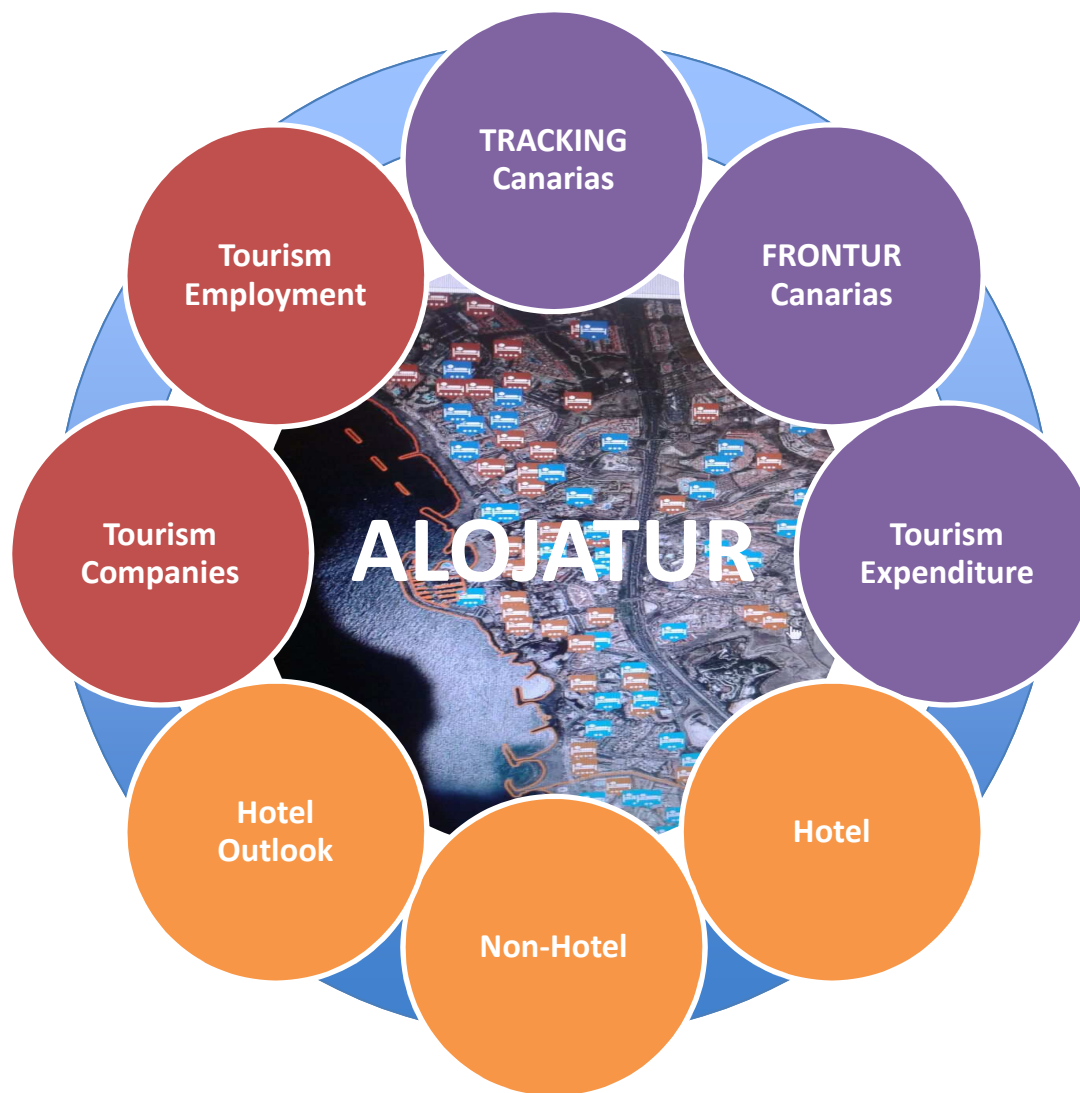 TRACKING
Canarias
FRONTUR
Canarias
Tourism
Expenditure
Hotel
Non-Hotel
Hotel
Outlook
Tourism
Companies
Tourism
Employment
ALOJATUR